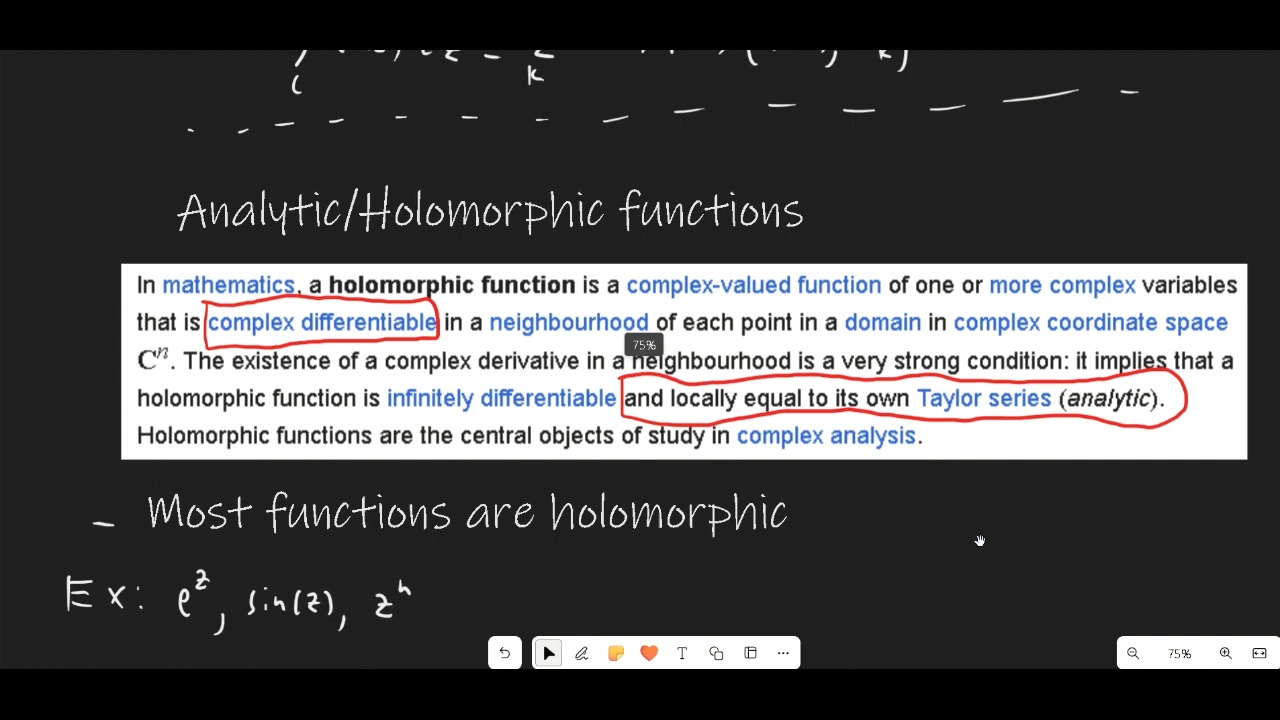 Analytic/Holomorphic functions
In mathematics, a holomorphic function is a complex-valued function of one or more complex variables
that is complex differentiable in a neighbourhood of each point in a domain in complex coordinate space
75%
ℂⁿ. The existence of a complex derivative in a neighbourhood is a very strong condition: it implies that a
holomorphic function is infinitely differentiable and locally equal to its own Taylor series (analytic).
Holomorphic functions are the central objects of study in complex analysis.
- Most functions are holomorphic
Ex: e^z, sin(z), z^n
T
75%